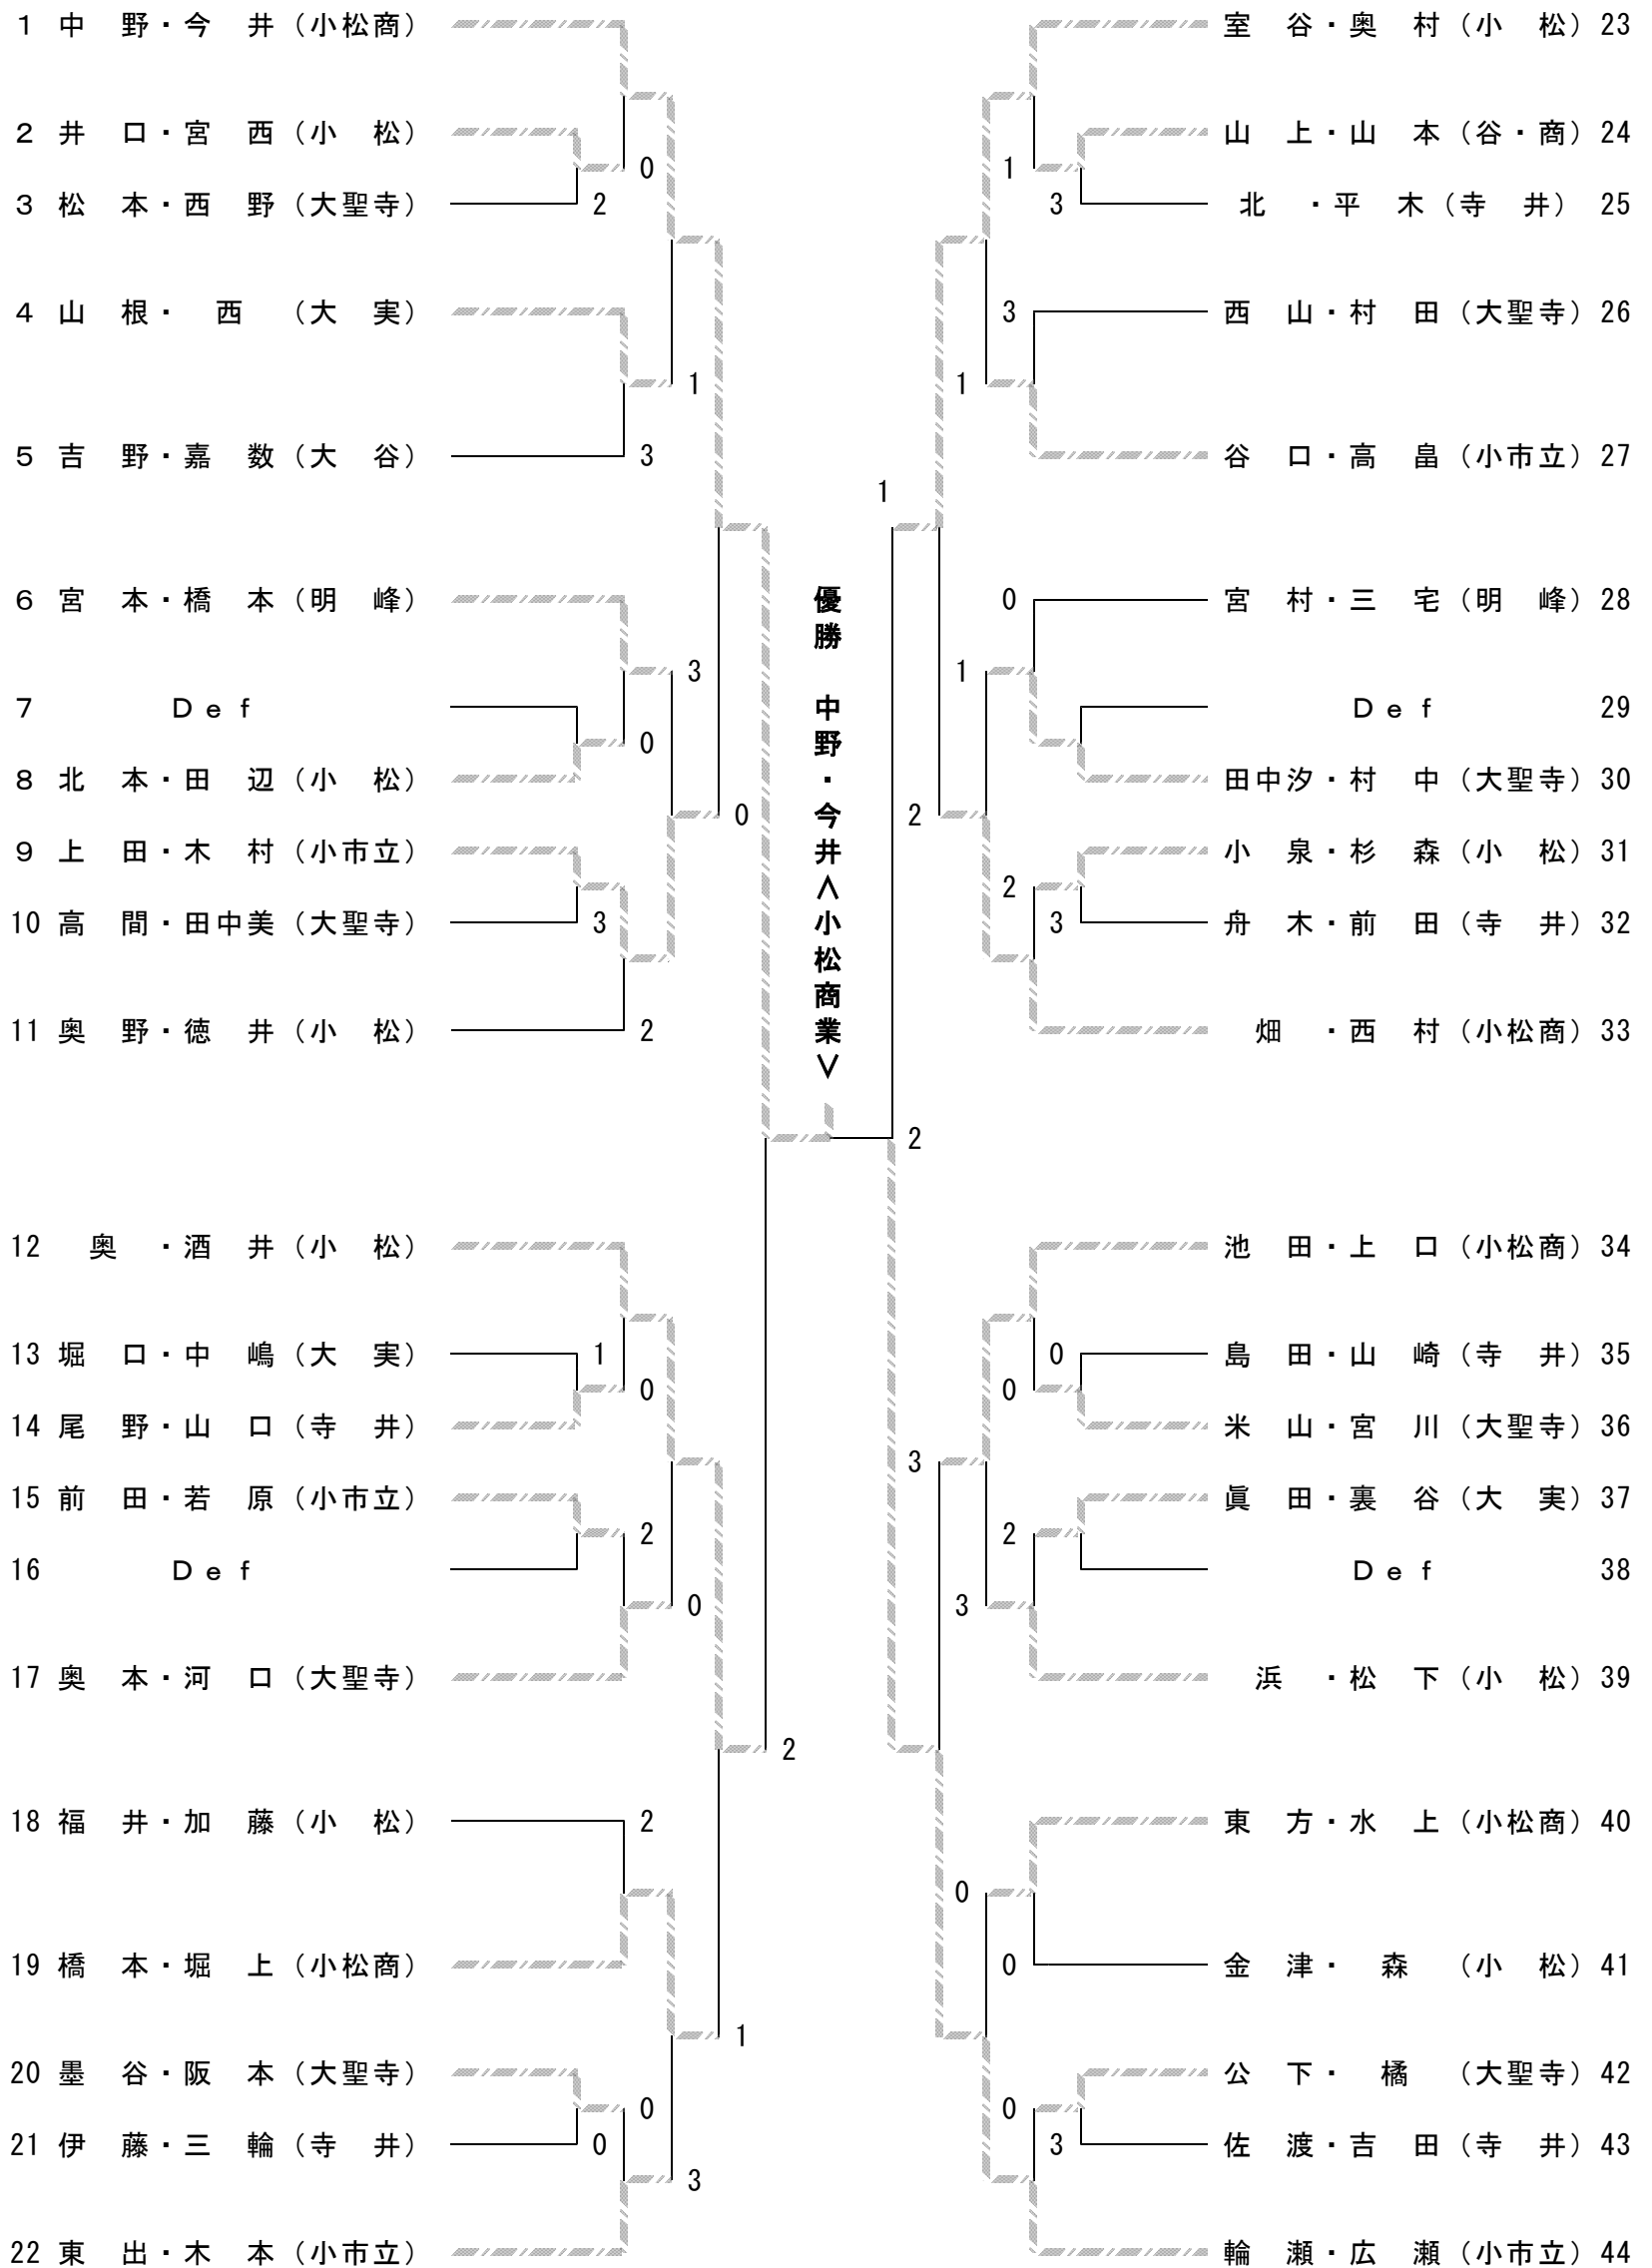 1 中　野・今　井（小松商）
2 井　口・宮　西（小　松）
0
3 松　本・西　野（大聖寺）
2
4 山　根・　西　（大　実）
1
5 吉　野・嘉　数（大　谷）
3
6 宮　本・橋　本（明　峰）
3
7 Ｄｅｆ
0
8 北　本・田　辺（小　松）
0
9 上　田・木　村（小市立）
10 高　間・田中美（大聖寺）
3
11 奥　野・徳　井（小　松）
2
12 奥　・酒　井（小　松）
13 堀　口・中　嶋（大　実）
1
0
14 尾　野・山　口（寺　井）
15 前　田・若　原（小市立）
2
16 Ｄｅｆ
0
17 奥　本・河　口（大聖寺）
2
18 福　井・加　藤（小　松）
2
19 橋　本・堀　上（小松商）
1
20 墨　谷・阪　本（大聖寺）
0
21 伊　藤・三　輪（寺　井）
0
3
22 東　出・木　本（小市立）
優勝　中野・今井＜小松商業＞
室　谷・奥　村（小　松）23
山　上・山　本（谷・商）24
1
北　・平　木（寺　井）25
3
西　山・村　田（大聖寺）26
3
1
谷　口・高　畠（小市立）27
1
宮　村・三　宅（明　峰）28
0
1
Ｄｅｆ 29
田中汐・村　中（大聖寺）30
2
小　泉・杉　森（小　松）31
2
舟　木・前　田（寺　井）32
3
畑　・西　村（小松商）33
2
池　田・上　口（小松商）34
島　田・山　崎（寺　井）35
0
0
米　山・宮　川（大聖寺）36
3
眞　田・裏　谷（大　実）37
2
Ｄｅｆ 38
3
浜　・松　下（小　松）39
東　方・水　上（小松商）40
0
金　津・　森　（小　松）41
0
公　下・　橘　（大聖寺）42
0
佐　渡・吉　田（寺　井）43
3
輪　瀬・広　瀬（小市立）44